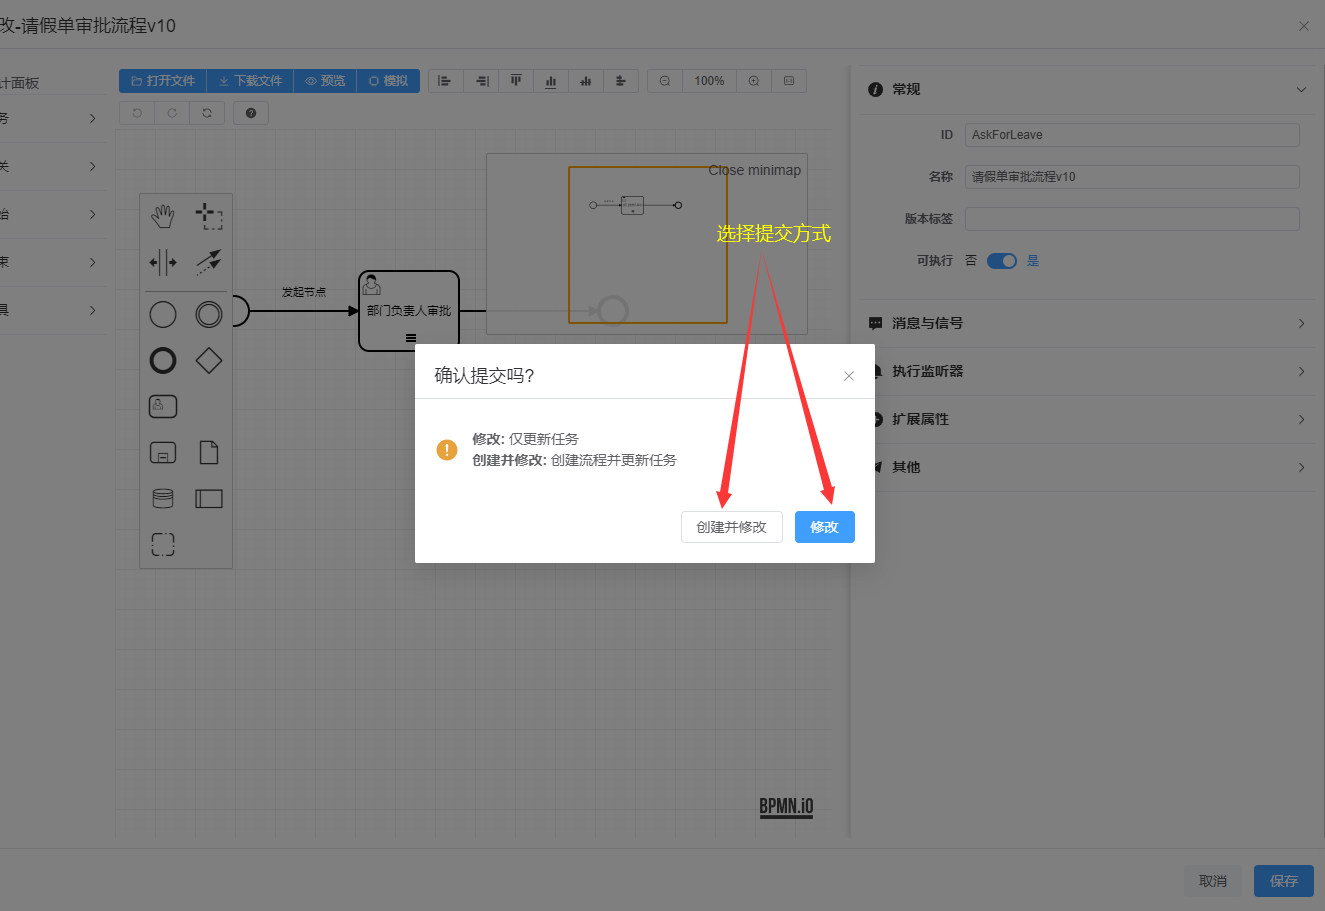 改-请假单审批流程v10
计面板
务
关
始
束
具
打开文件
下载文件
预览
模拟
100%
Close minimap
选择提交方式
发起节点
部门负责人审批
常规
ID
AskForLeave
名称
请假单审批流程v10
版本标签
可执行
否
是
消息与信号
执行监听器
扩展属性
其他
确认提交吗?
修改: 仅更新任务
创建并修改: 创建流程并更新任务
创建并修改
修改
BPMN.iO
取消
保存